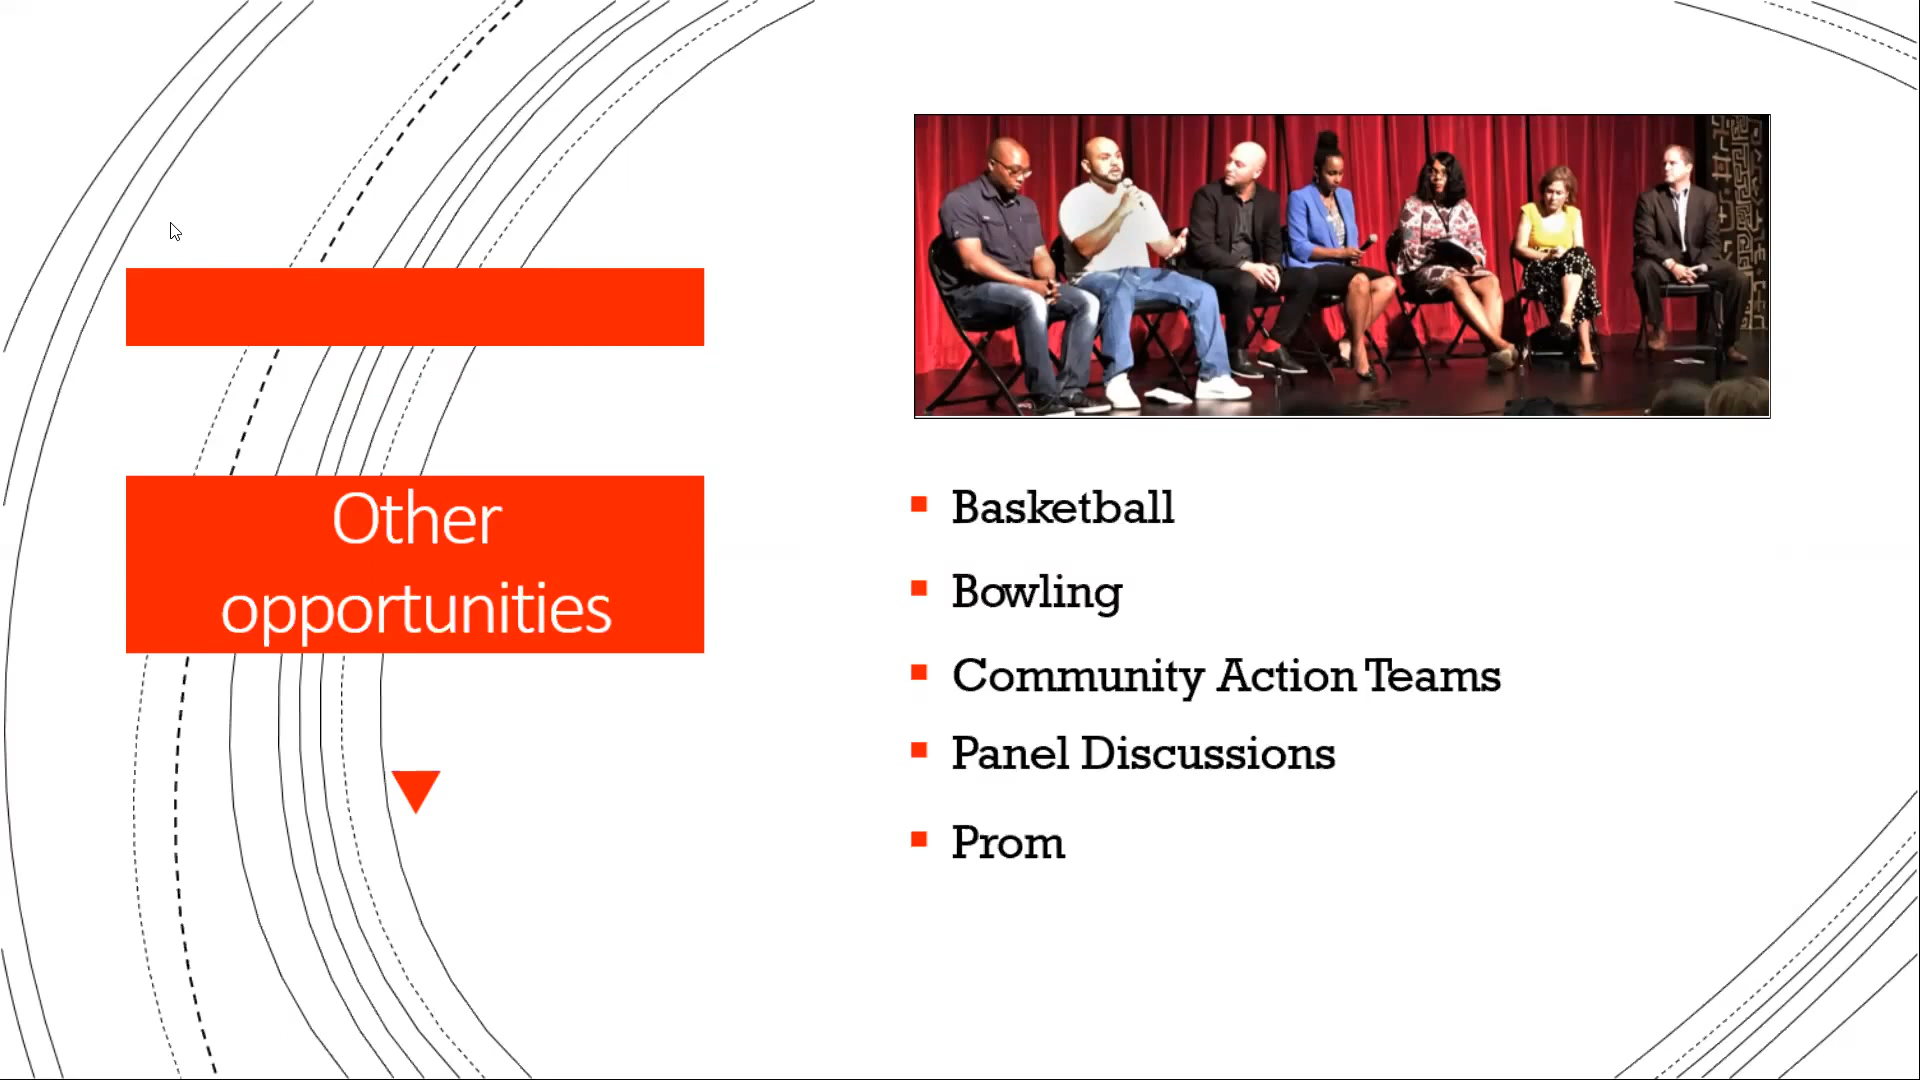 Other
opportunities
Basketball
Bowling
Community Action Teams
Panel Discussions
Prom